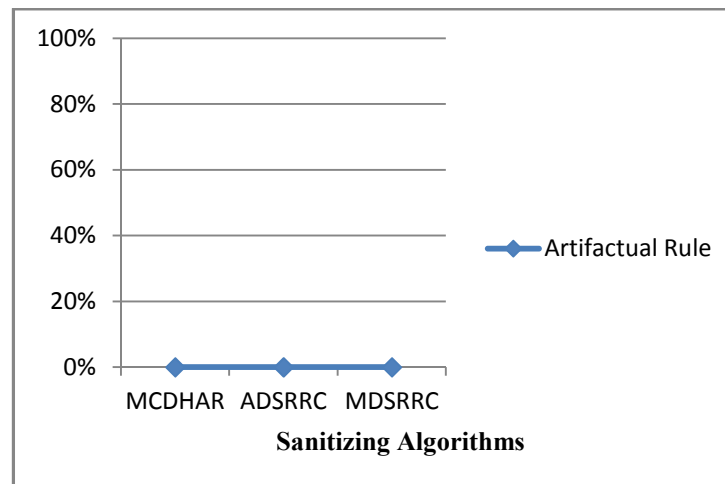 100%
80%
60%
40%
20%
0%
MCDHAR ADSRRC MDSRRC
Sanitizing Algorithms
Artifactual Rule